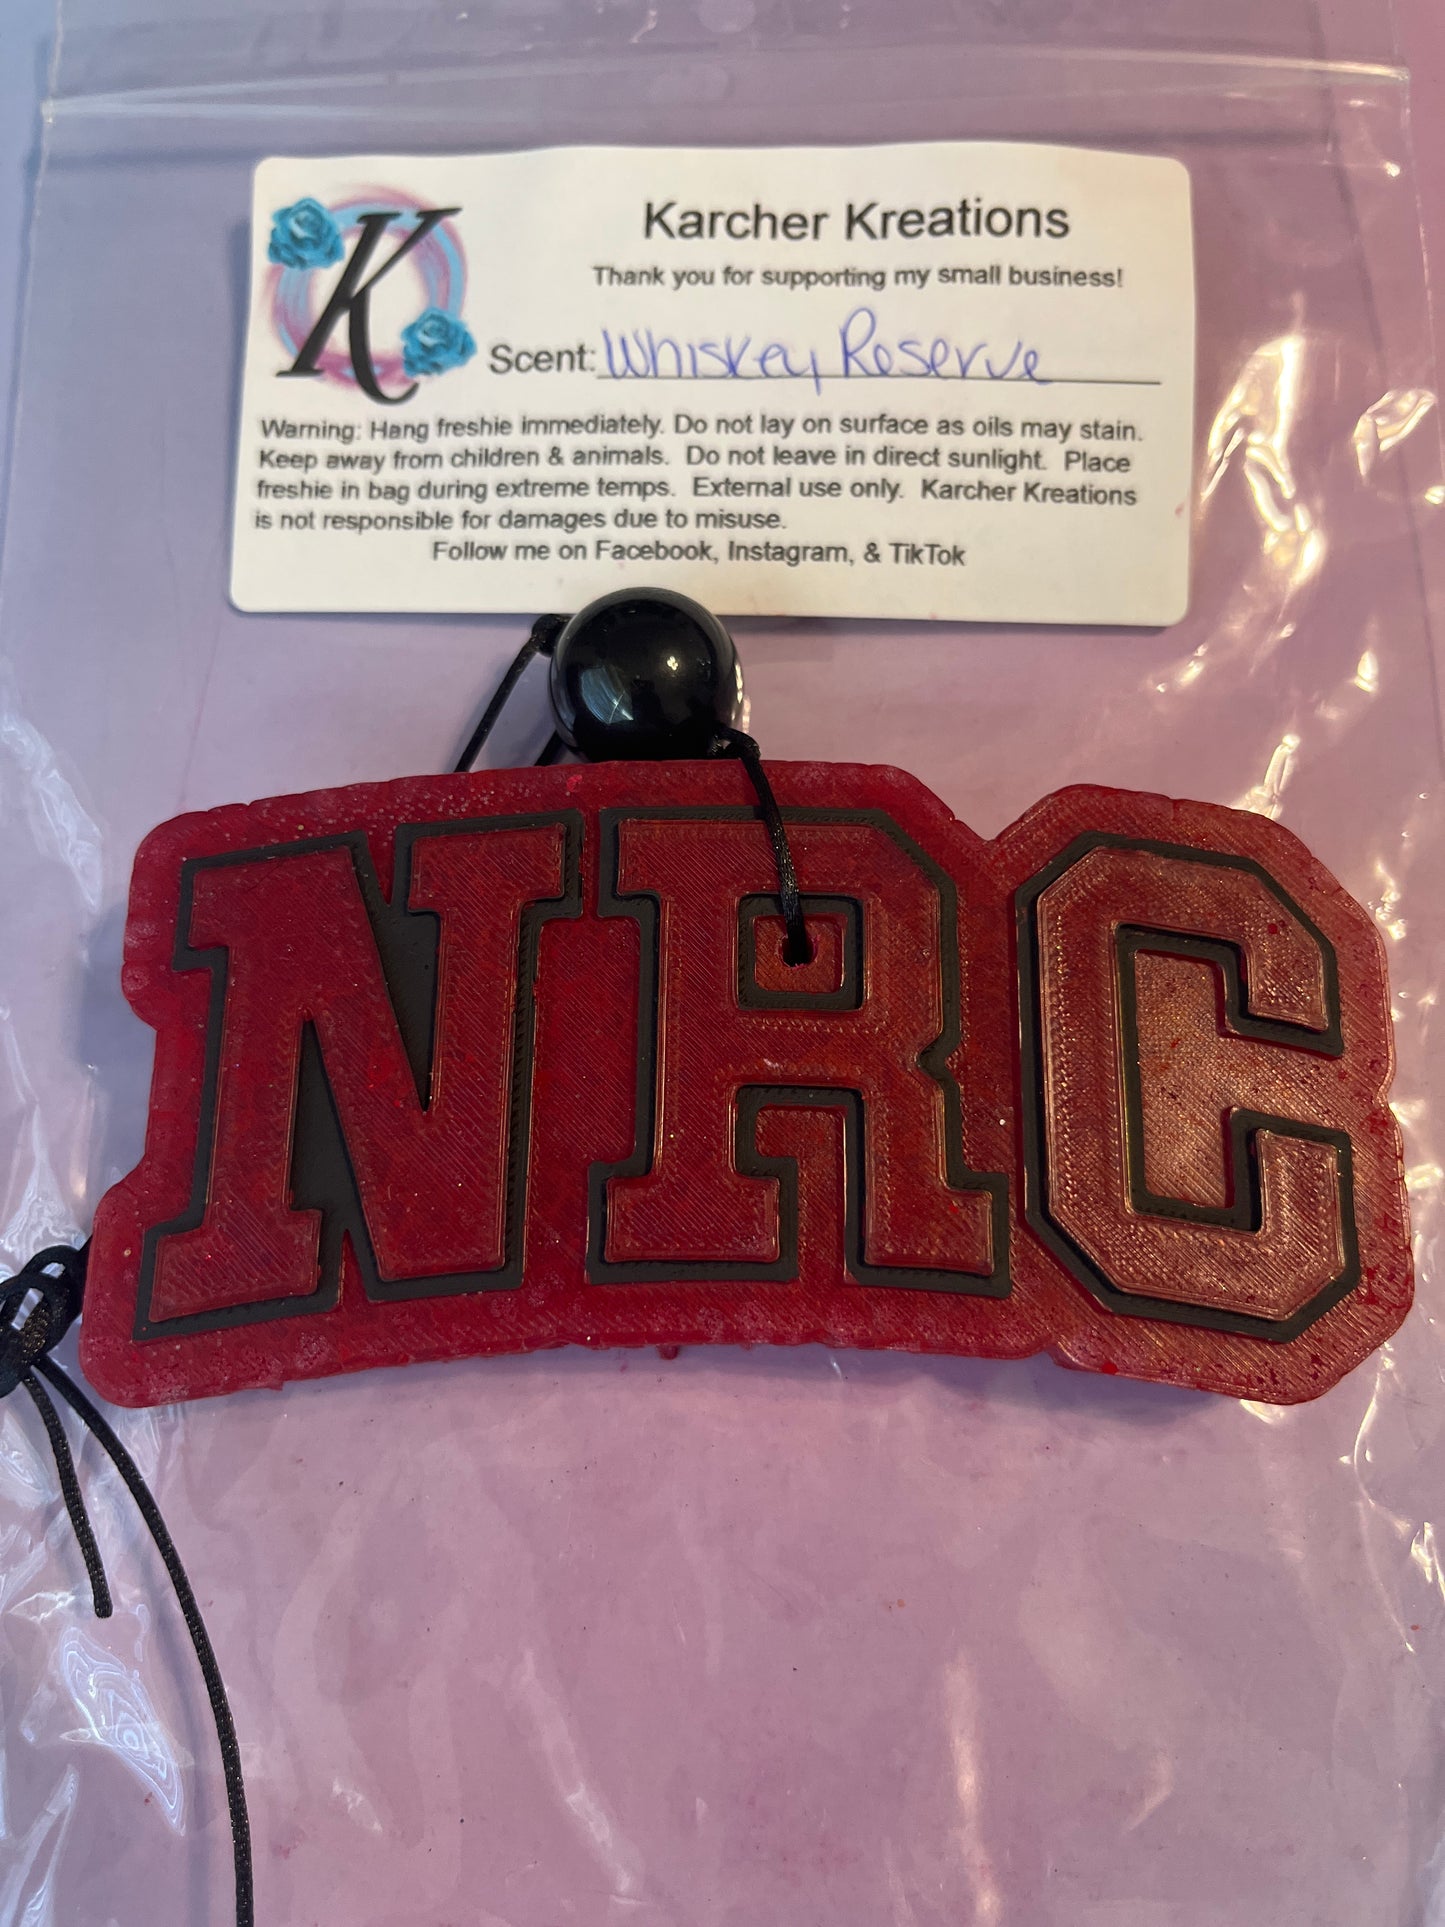 K
Karcher Kreations
Thank you for supporting my small business!
Scent: Whiskey Reserve
Warning: Hang freshie immediately. Do not lay on surface as oils may stain.
Keep away from children & animals. Do not leave in direct sunlight. Place
freshie in bag during extreme temps. External use only. Karcher Kreations
is not responsible for damages due to misuse.
Follow me on Facebook, Instagram, & TikTok
NRC